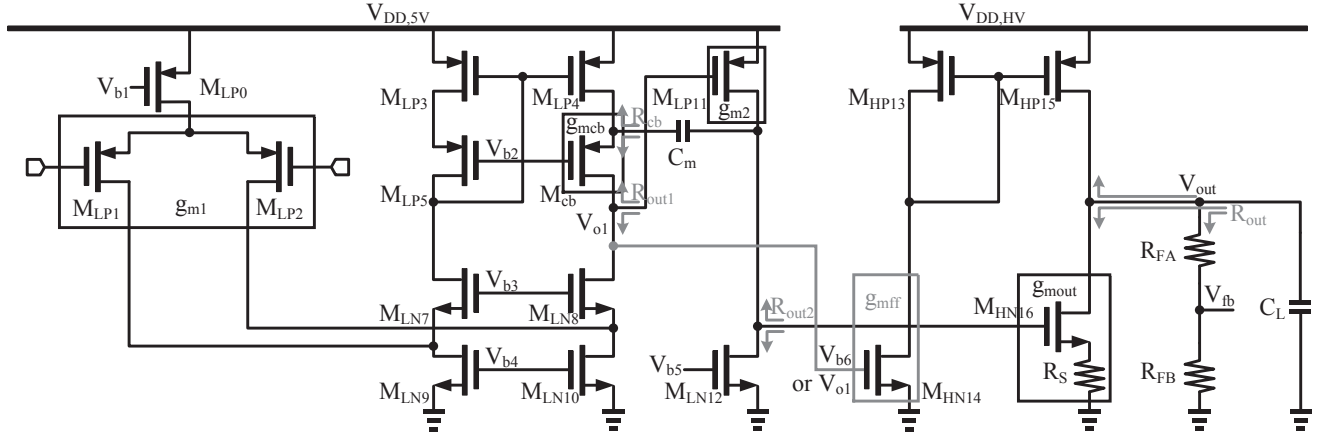 V_DD,5V
V_DD,HV
V_b1
M_LP0
M_LP3
M_LP4
g_mcb
R_cb
M_LP11
g_m2
M_HP13
M_HP15
V_b2
C_m
M_LP1
g_m1
M_LP2
M_LP5
M_cb
R_out1
V_o1
V_out
R_out
R_FA
V_b3
M_LN7
M_LN8
g_mff
g_mout
M_HN16
V_fb
C_L
R_out2
V_b4
V_b5
V_b6
or V_o1
R_S
R_FB
M_LN9
M_LN10
M_LN12
M_HN14